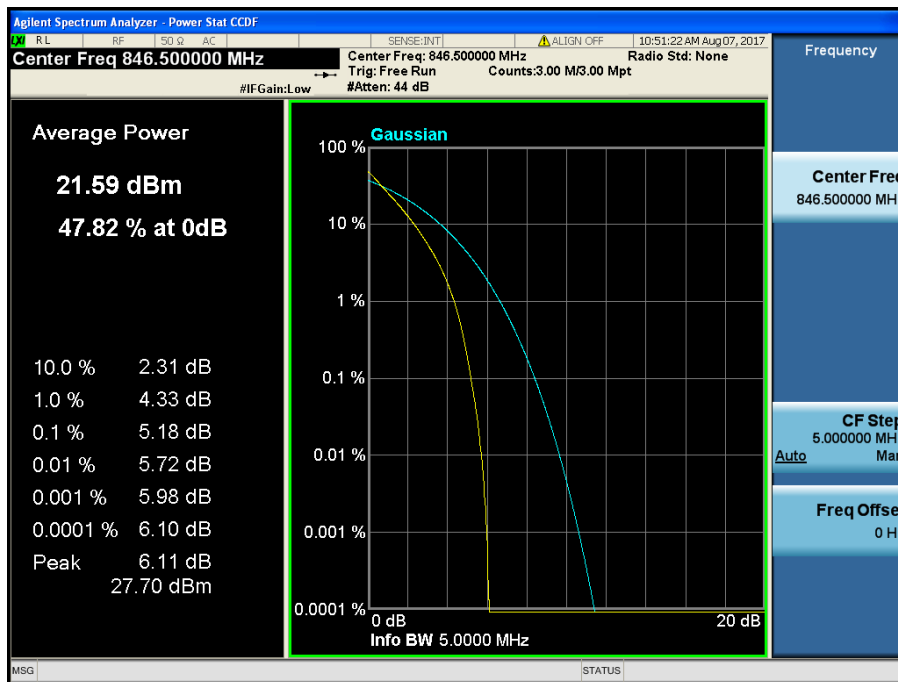 Agilent Spectrum Analyzer - Power Stat CCDF
LXI RL RF 50 Ω AC SENSE:INT ALIGN OFF 10:51:22 AM Aug 07, 2017
Center Freq 846.500000 MHz
Center Freq: 846.500000 MHz Radio Std: None
Trig: Free Run Counts:3.00 M/3.00 Mpt
#IFGain:Low #Atten: 44 dB
Frequency
Average Power
21.59 dBm
47.82 % at 0dB
10.0 % 2.31 dB
1.0 % 4.33 dB
0.1 % 5.18 dB
0.01 % 5.72 dB
0.001 % 5.98 dB
0.0001 % 6.10 dB
Peak 6.11 dB
27.70 dBm
Gaussian
100 %
10 %
1 %
0.1 %
0.01 %
0.001 %
0.0001 %
0 dB 20 dB
Info BW 5.0000 MHz
Center Fre
846.500000 MH
CF Step
5.000000 MH
Auto Ma
Freq Offse
0 H
MSG STATUS